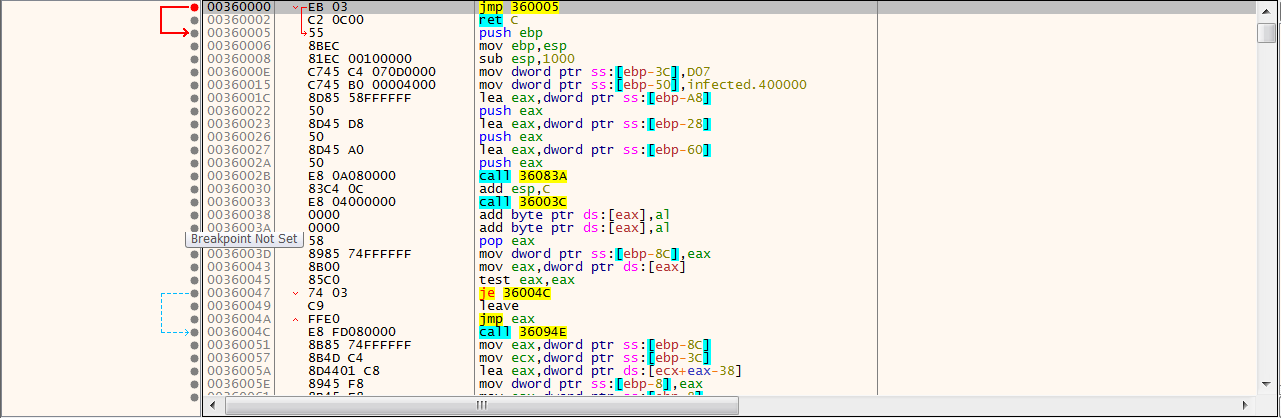 00360000 EB 03 jmp 360005
00360002 C2 0C00 ret C
00360005 55 push ebp
00360006 8BEC mov ebp,esp
00360008 81EC 00100000 sub esp,1000
0036000E C745 C4 070D0000 mov dword ptr ss:[ebp-3C],D07
00360015 C745 B0 00004000 mov dword ptr ss:[ebp-50],infected.400000
0036001C 8D85 58FFFFFF lea eax,dword ptr ss:[ebp-A8]
00360022 50 push eax
00360023 8D45 D8 lea eax,dword ptr ss:[ebp-28]
00360026 50 push eax
00360027 8D45 A0 lea eax,dword ptr ss:[ebp-60]
0036002A 50 push eax
0036002B E8 0A080000 call 36083A
00360030 83C4 0C add esp,C
00360033 E8 04000000 call 36003C
00360038 0000 add byte ptr ds:[eax],al
0036003A 0000 add byte ptr ds:[eax],al
Breakpoint Not Set 58 pop eax
0036003D 8985 74FFFFFF mov dword ptr ss:[ebp-8C],eax
00360043 8B00 mov eax,dword ptr ds:[eax]
00360045 85C0 test eax,eax
00360047 74 03 je 36004C
00360049 C9 leave
0036004A FFE0 jmp eax
0036004C E8 FD080000 call 36094E
00360051 8B85 74FFFFFF mov eax,dword ptr ss:[ebp-8C]
00360057 8B4D C4 mov ecx,dword ptr ss:[ebp-3C]
0036005A 8D4401 C8 lea eax,dword ptr ds:[ecx+eax-38]
0036005E 8945 F8 mov dword ptr ss:[ebp-8],eax